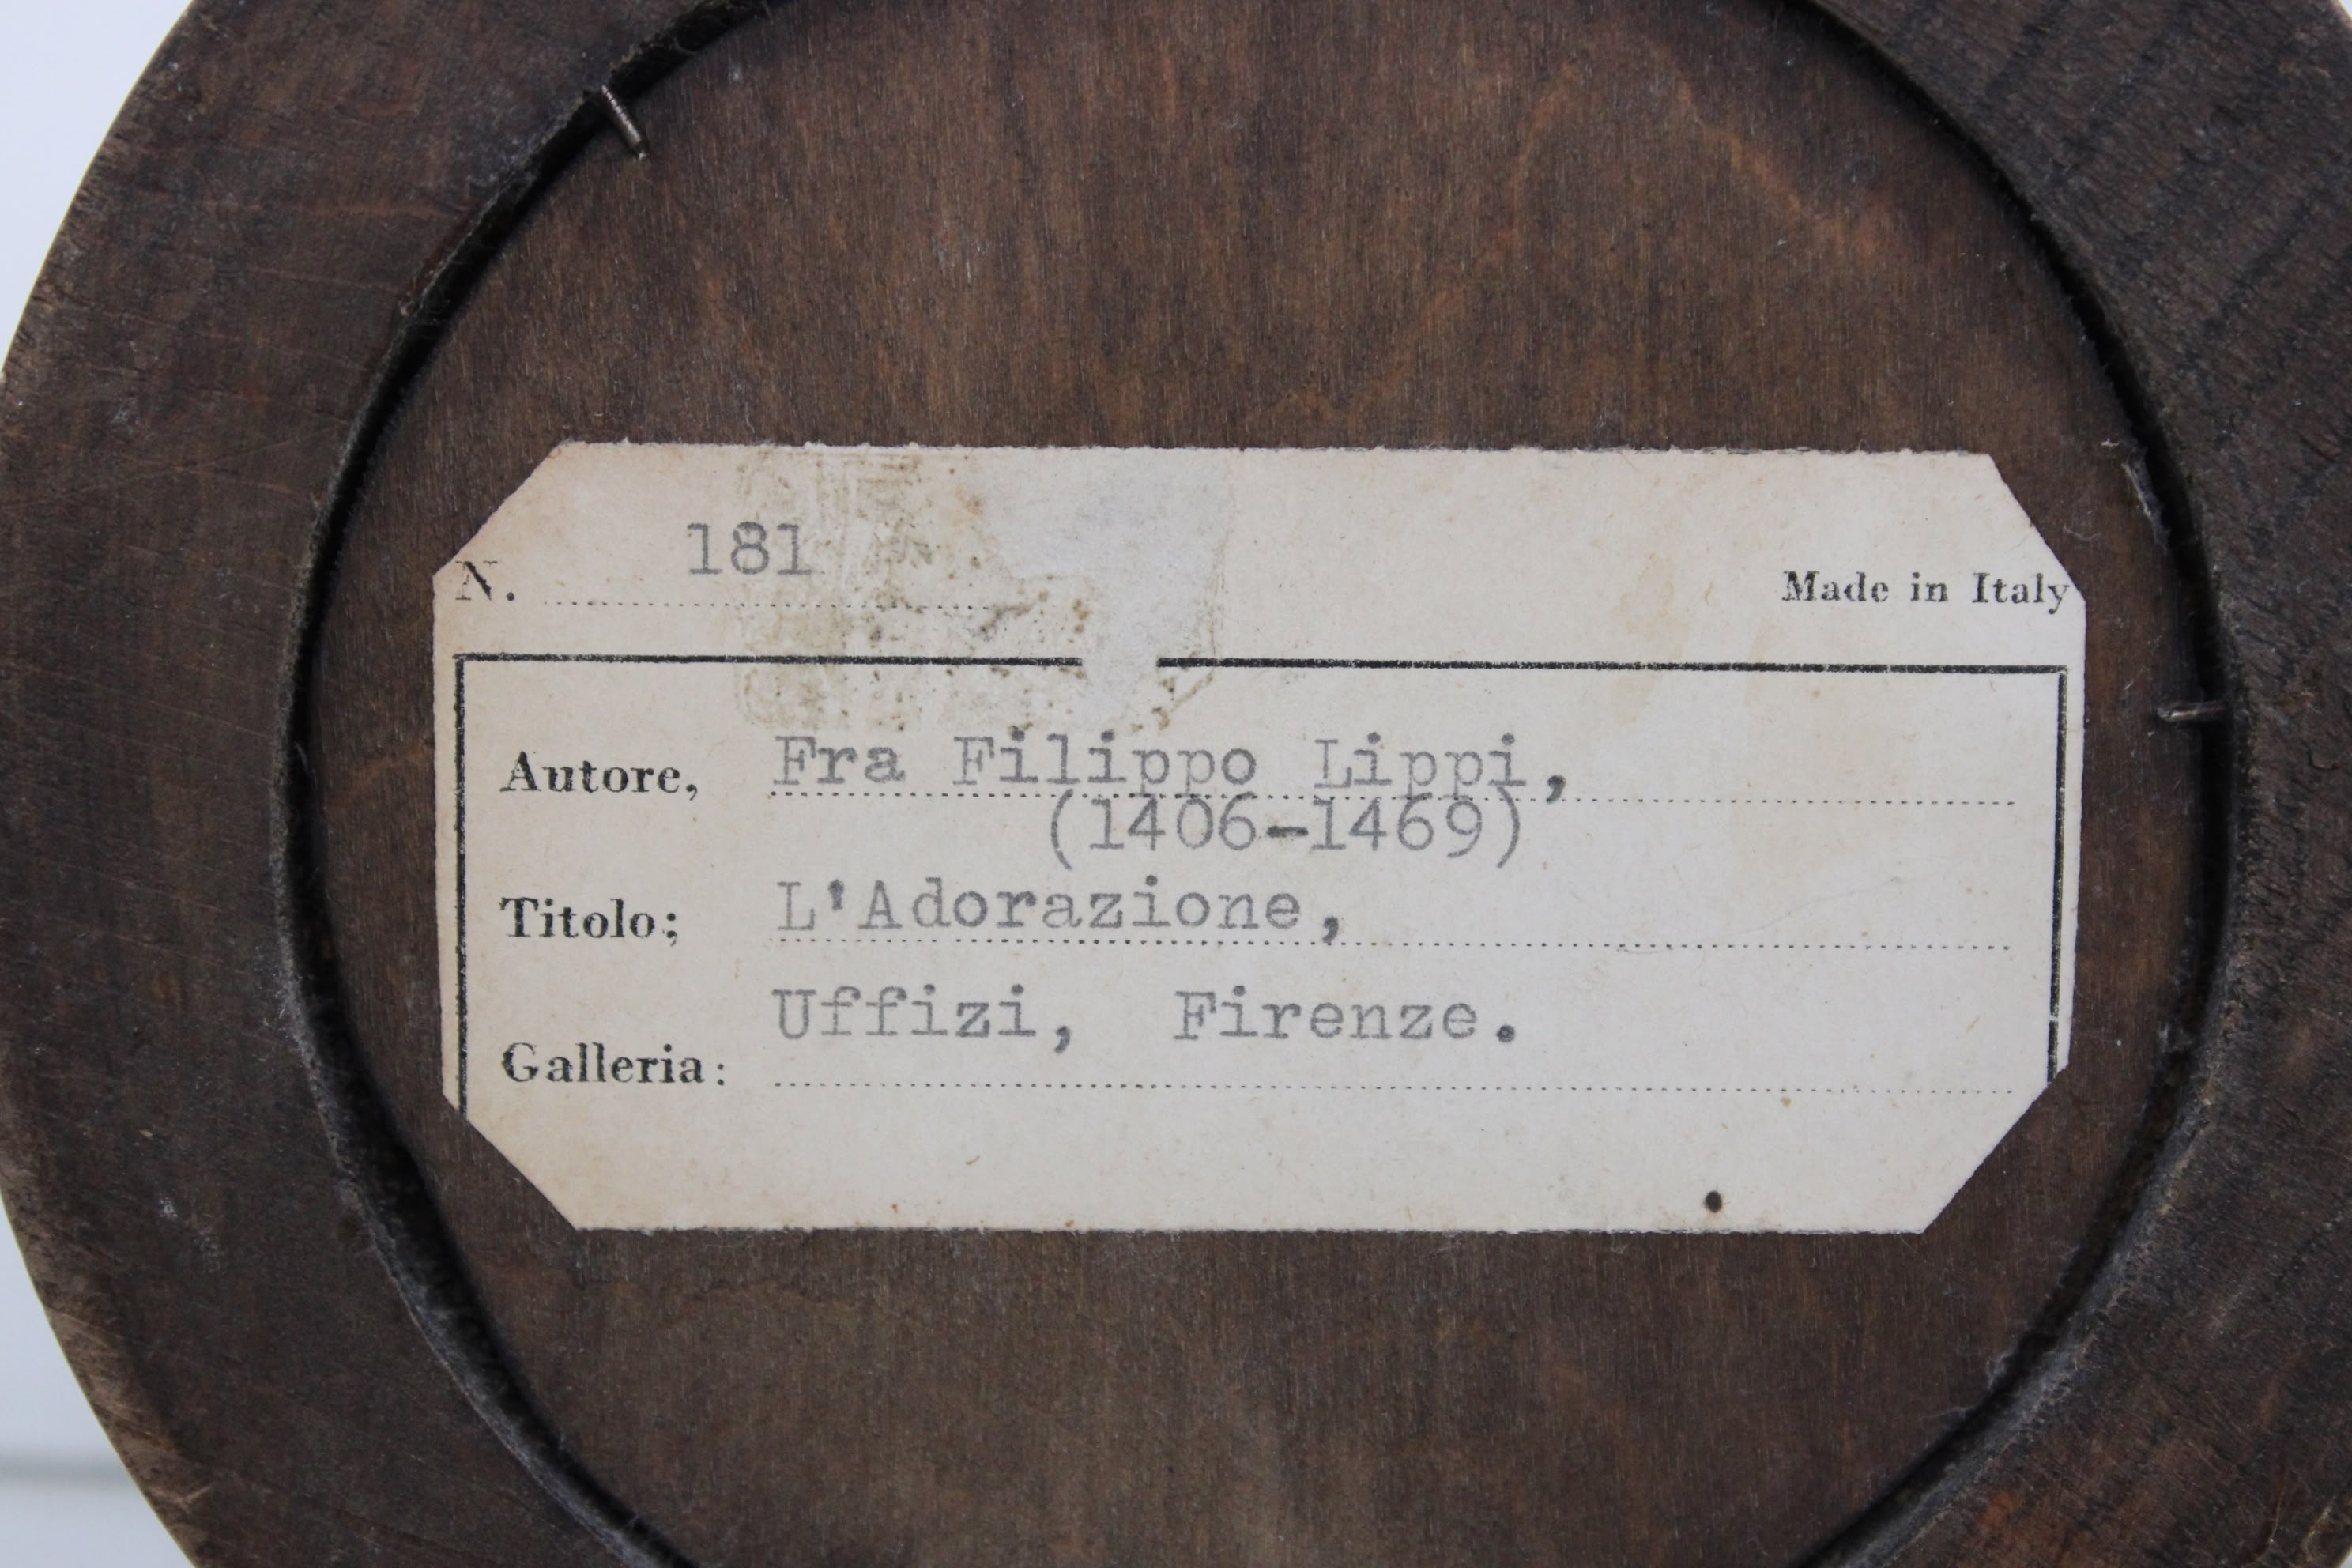 N. 181 Made in Italy
Autore, Fra Filippo Lippi,
(1406-1469)
Titolo; L'Adorazione,
Galleria: Uffizi, Firenze.